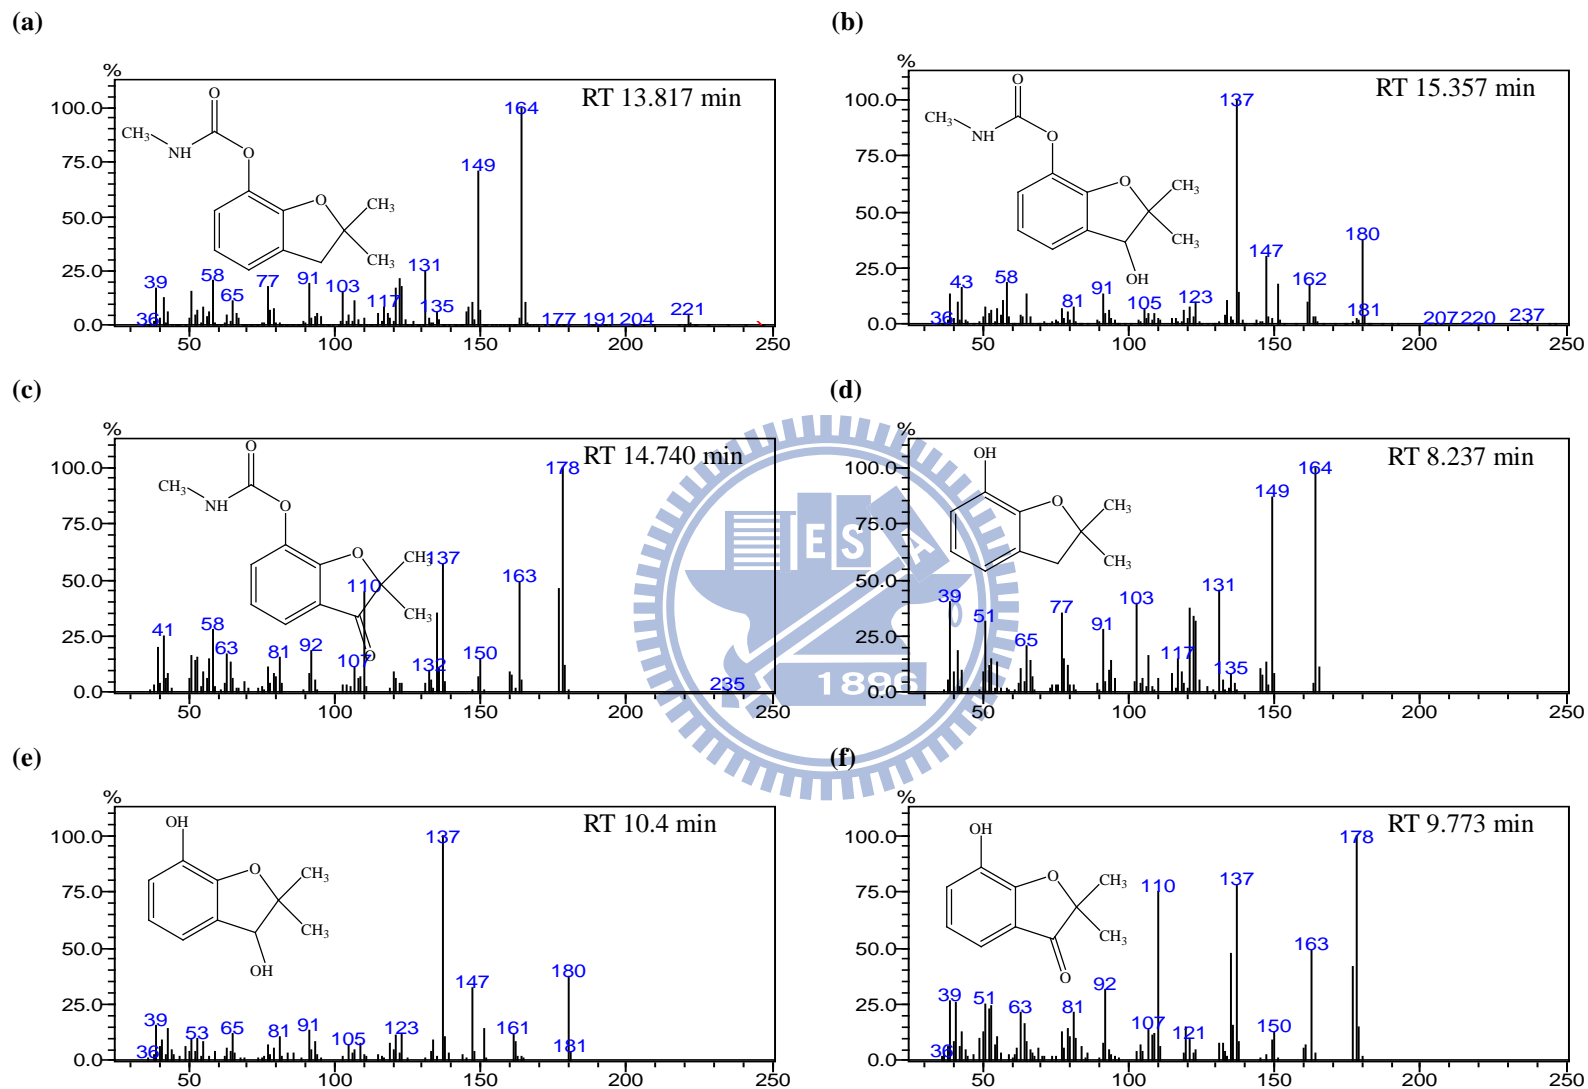 (a)
(b)
%
RT 13.817 min
100.0
75.0
50.0
25.0
0.0
O
CH3
NH
O
O
CH3
CH3
36
39
58
65
77
91
103
117
131
135
149
164
177
191
204
221
50
100
150
200
250
%
RT 15.357 min
100.0
75.0
50.0
25.0
0.0
O
CH3
NH
O
O
CH3
CH3
OH
36
43
58
81
91
105
123
137
147
162
180
181
207
220
237
50
100
150
200
250
(c)
(d)
%
RT 14.740 min
100.0
75.0
50.0
25.0
0.0
O
CH3
NH
O
O
CH3
CH3
O
41
58
63
81
92
107
110
132
137
150
163
178
235
50
100
150
200
250
%
RT 8.237 min
100.0
75.0
50.0
25.0
0.0
OH
O
CH3
CH3
39
51
65
77
91
103
117
131
135
149
164
50
100
150
200
250
E S A
1896
(e)
(f)
%
RT 10.4 min
100.0
75.0
50.0
25.0
0.0
OH
O
CH3
CH3
OH
36
39
53
65
81
91
105
123
137
147
161
180
181
50
100
150
200
250
%
RT 9.773 min
100.0
75.0
50.0
25.0
0.0
OH
O
CH3
CH3
O
36
39
51
63
81
92
107
110
121
137
150
163
178
50
100
150
200
250